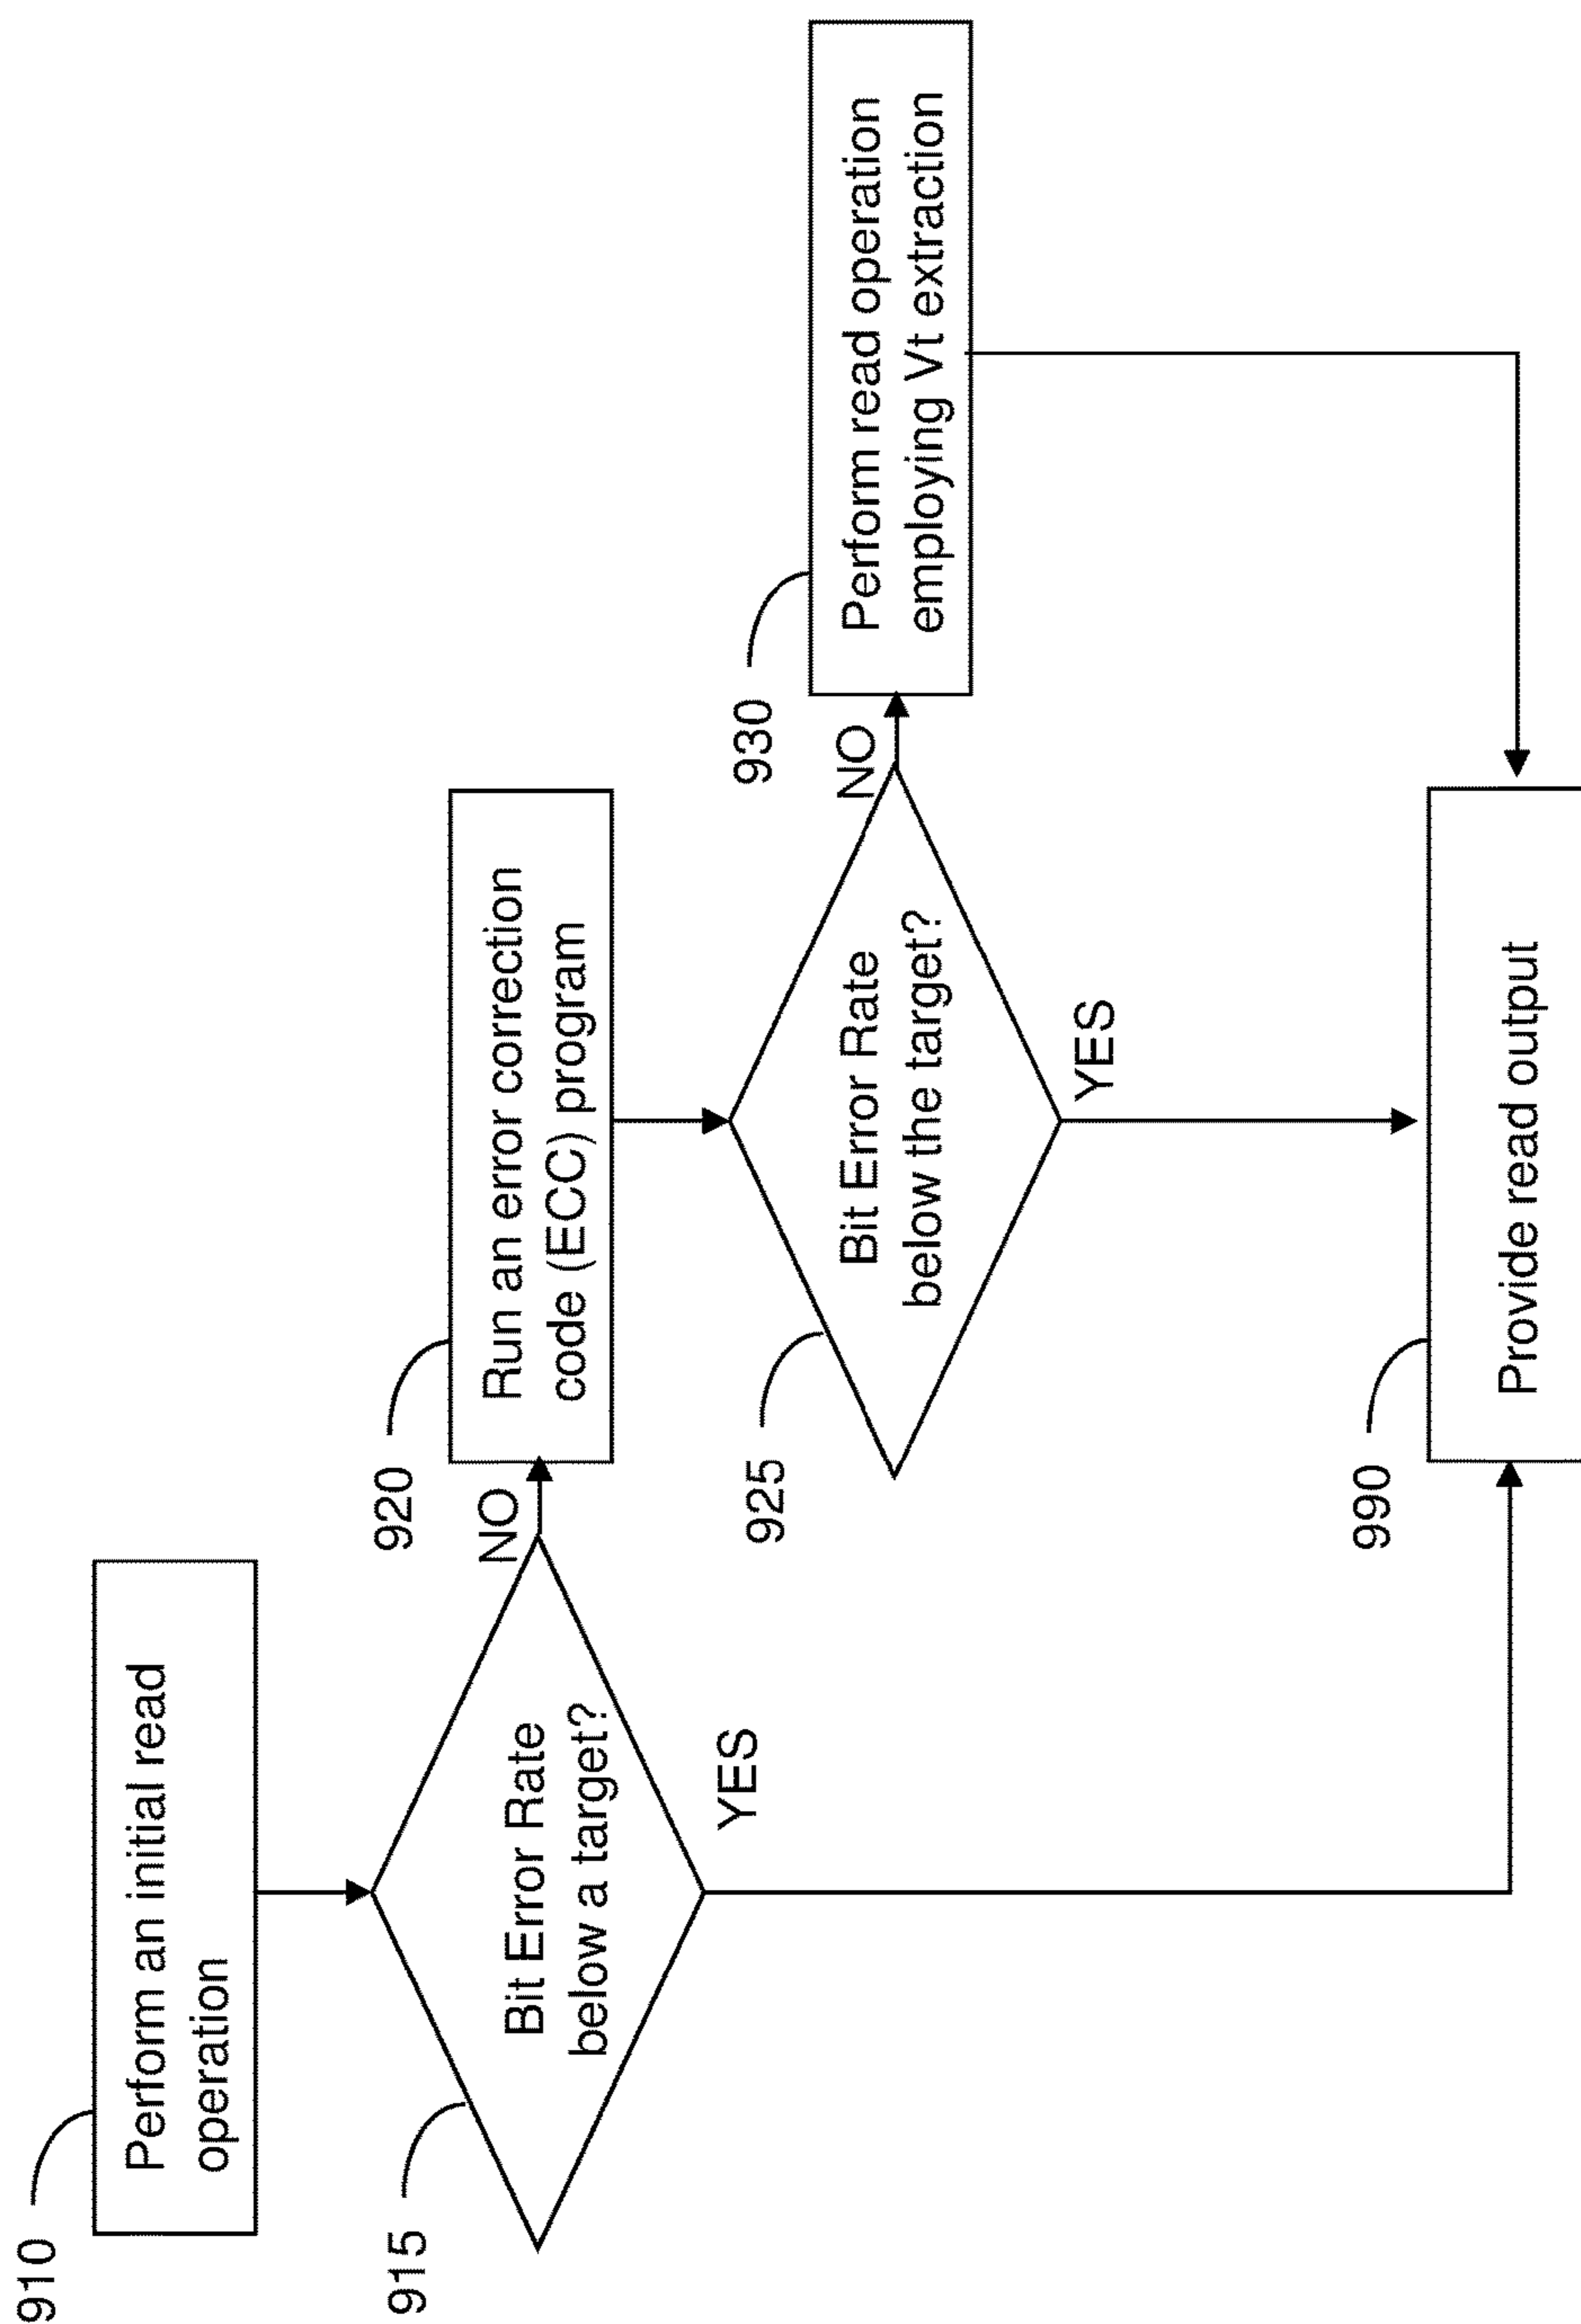 910
Perform an initial read
operation
915
Bit Error Rate
below a target?
NO
YES
920
Run an error correction
code (ECC) program
925
Bit Error Rate
below the target?
NO
YES
930
Perform read operation
employing Vt extraction
990
Provide read output